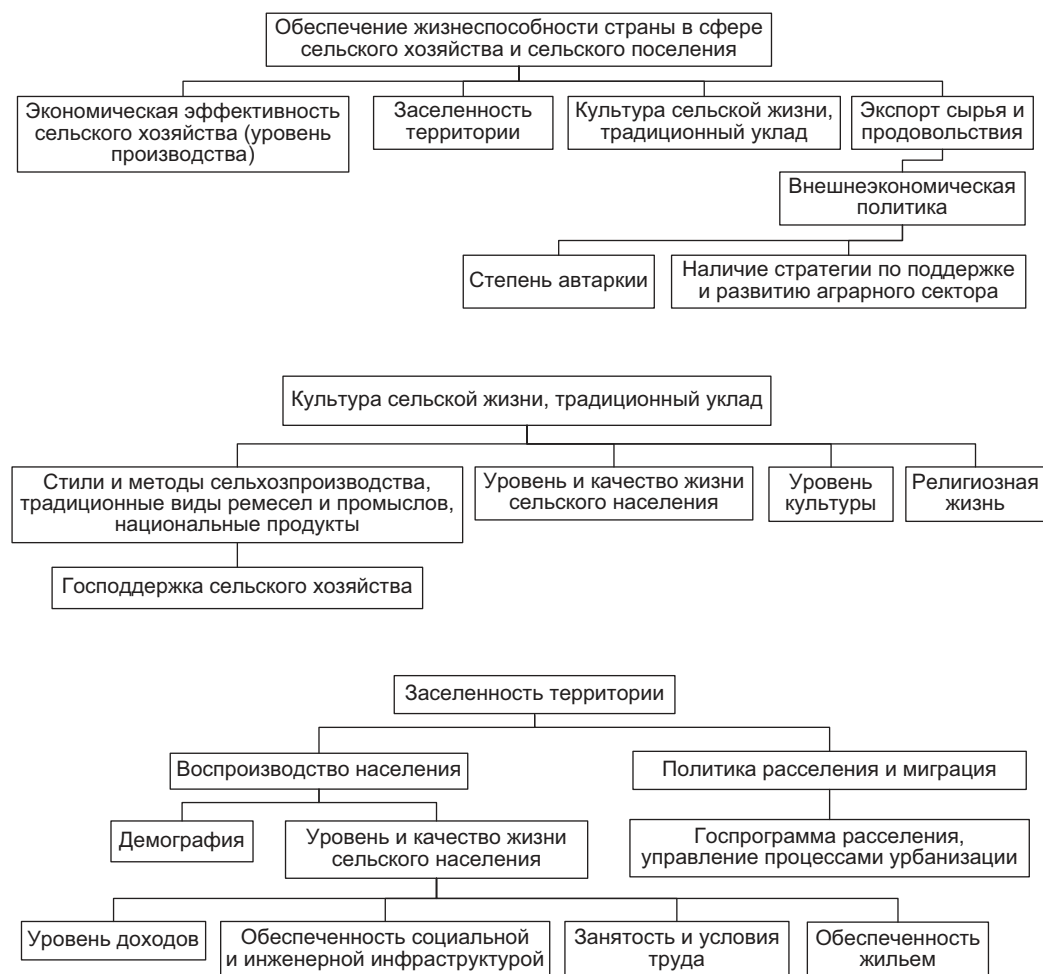 Обеспечение жизнеспособности страны в сфере
сельского хозяйства и сельского поселения
Экономическая эффективность
сельского хозяйства (уровень
производства)
Заселенность
территории
Культура сельской жизни,
традиционный уклад
Экспорт сырья и
продовольствия
Внешнеэкономическая
политика
Степень автаркии
Наличие стратегии по поддержке
и развитию аграрного сектора
Культура сельской жизни, традиционный уклад
Стили и методы сельхозпроизводства,
традиционные виды ремесел и промыслов,
национальные продукты
Уровень и качество жизни
сельского населения
Уровень
культуры
Религиозная
жизнь
Господдержка сельского хозяйства
Заселенность территории
Воспроизводство населения
Политика расселения и миграция
Демография
Уровень и качество жизни
сельского населения
Госпрограмма расселения,
управление процессами урбанизации
Уровень доходов
Обеспеченность социальной
и инженерной инфраструктурой
Занятость и условия
труда
Обеспеченность
жильем